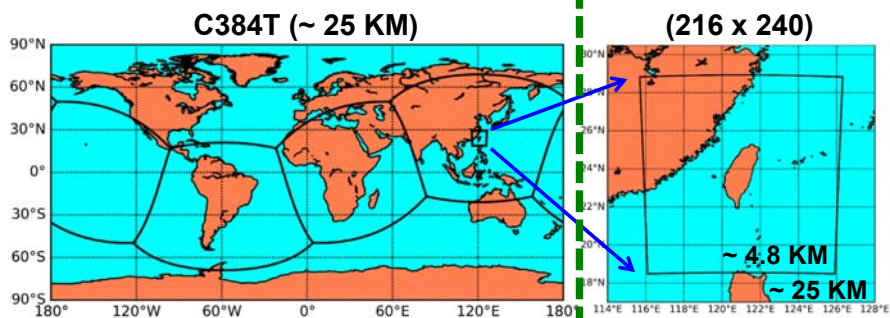 C384T (~ 25 KM)
90°N
60°N
30°N
0°
30°S
60°S
90°S
180°
120°W
60°W
0°
60°E
120°E
180°
(216 x 240)
30°N
28°N
26°N
24°N
22°N
20°N
18°N
~ 4.8 KM
~ 25 KM
114°E
116°E
118°E
120°E
122°E
124°E
126°E
128°E